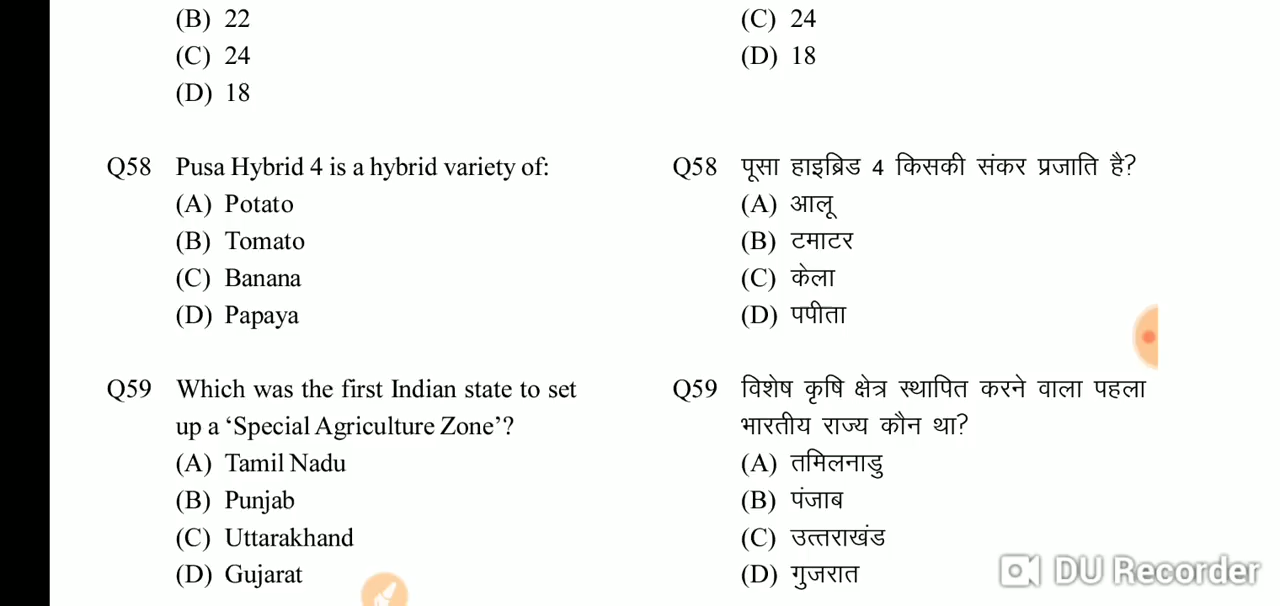 (B) 22
(C) 24
(D) 18
Q58 Pusa Hybrid 4 is a hybrid variety of:
(A) Potato
(B) Tomato
(C) Banana
(D) Papaya
Q59 Which was the first Indian state to set
up a ‘Special Agriculture Zone’?
(A) Tamil Nadu
(B) Punjab
(C) Uttarakhand
(D) Gujarat
(C) 24
(D) 18
Q58 पूसा हाइब्रिड 4 किसकी संकर प्रजाति है?
(A) आलू
(B) टमाटर
(C) केला
(D) पपीता
Q59 विशेष कृषि क्षेत्र स्थापित करने वाला पहला
भारतीय राज्य कौन था?
(A) तमिलनाडु
(B) पंजाब
(C) उत्तराखंड
(D) गुजरात
DU Recorder